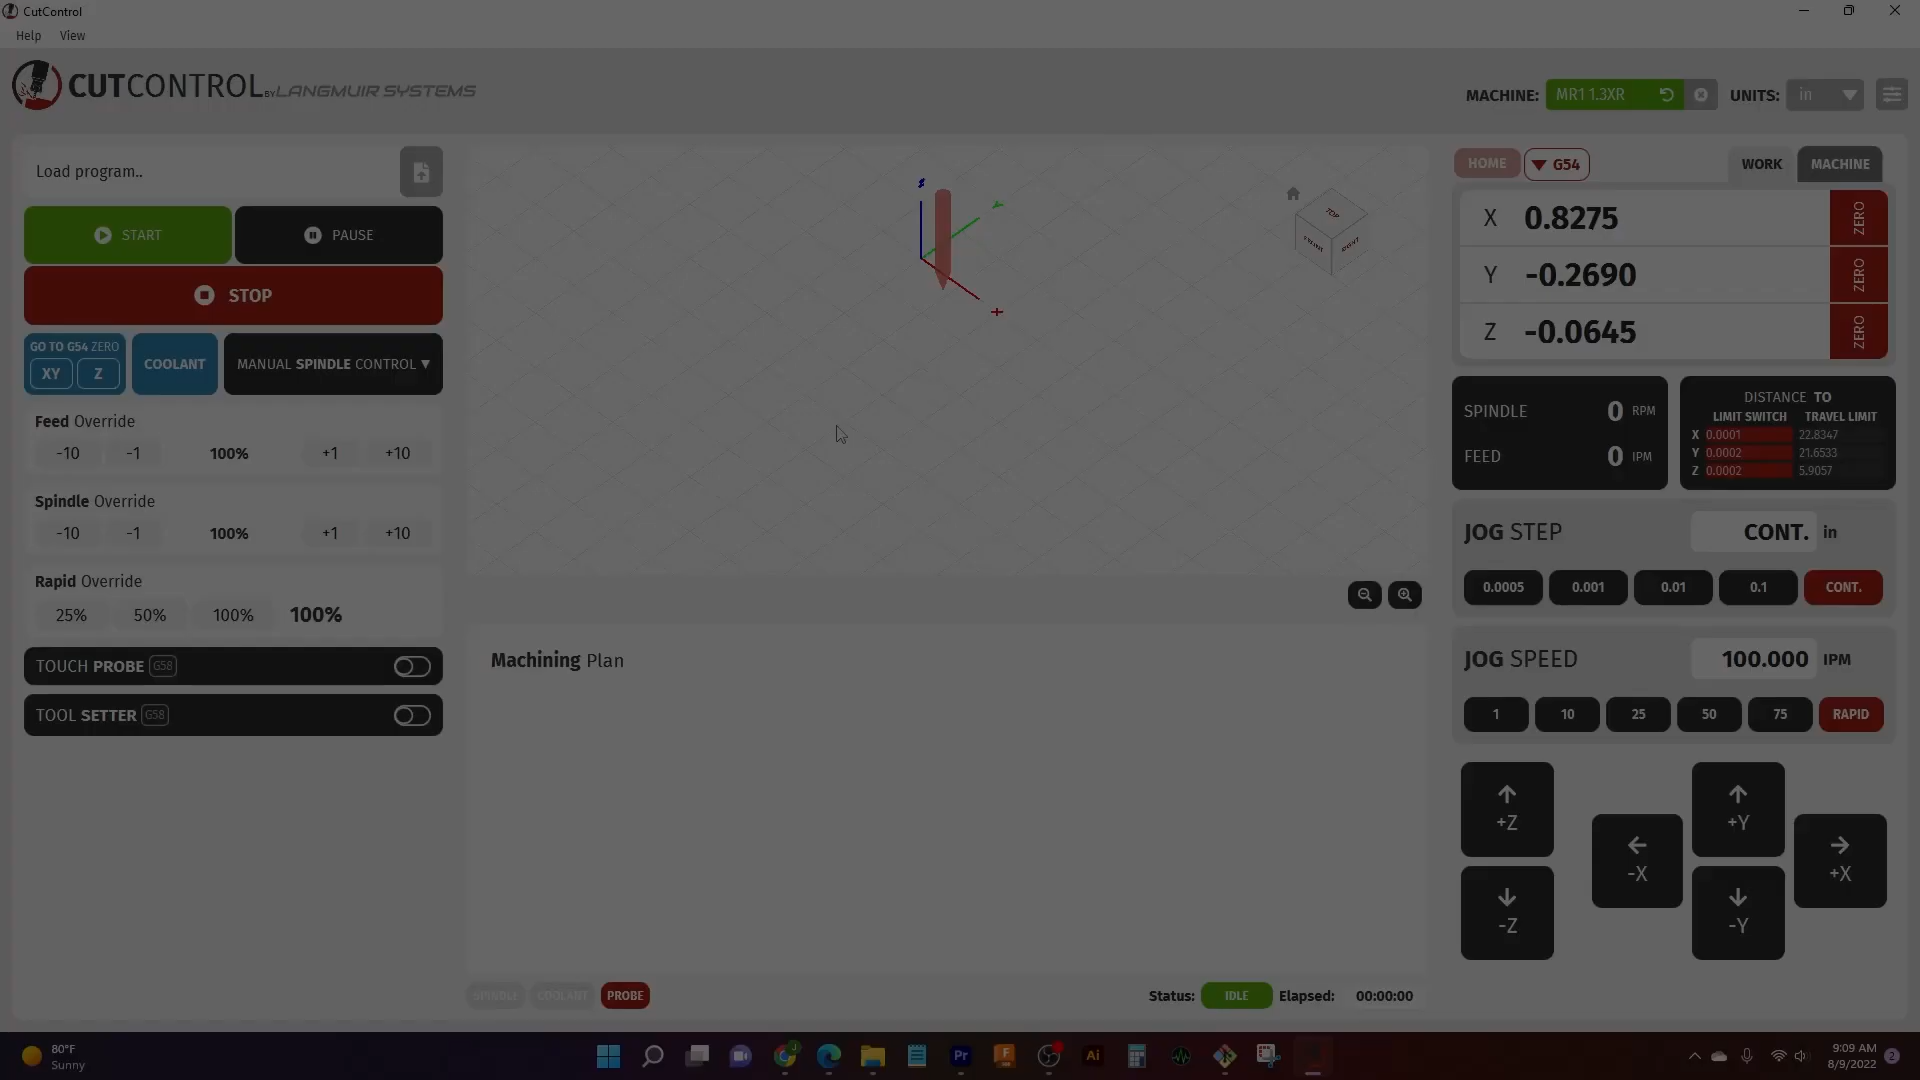 CutControl
Help View
CUTCONTROL BY LANGMUIR SYSTEMS
MACHINE: MR1 1.3XR UNITS: in
Load program..
START PAUSE
STOP
GO TO G54 ZERO
XY Z
COOLANT
MANUAL SPINDLE CONTROL
Feed Override
-10 -1 100% +1 +10
Spindle Override
-10 -1 100% +1 +10
Rapid Override
25% 50% 100% 100%
TOUCH PROBE G58
TOOL SETTER G58
TOP
FRONT RIGHT
Machining Plan
SPINDLE COOLANT PROBE
Status: IDLE Elapsed: 00:00:00
HOME G54 WORK MACHINE
X 0.8275 ZERO
Y -0.2690 ZERO
Z -0.0645 ZERO
SPINDLE 0 RPM
FEED 0 IPM
DISTANCE TO
LIMIT SWITCH TRAVEL LIMIT
X 0.0001 22.8347
Y 0.0002 21.6533
Z 0.0002 5.9057
JOG STEP CONT. in
0.0005 0.001 0.01 0.1 CONT.
JOG SPEED 100.000 IPM
1 10 25 50 75 RAPID
+Z
-Z
-X
+Y
-Y
+X
80°F
Sunny
Pr
Ai
9:09 AM
8/9/2022
2